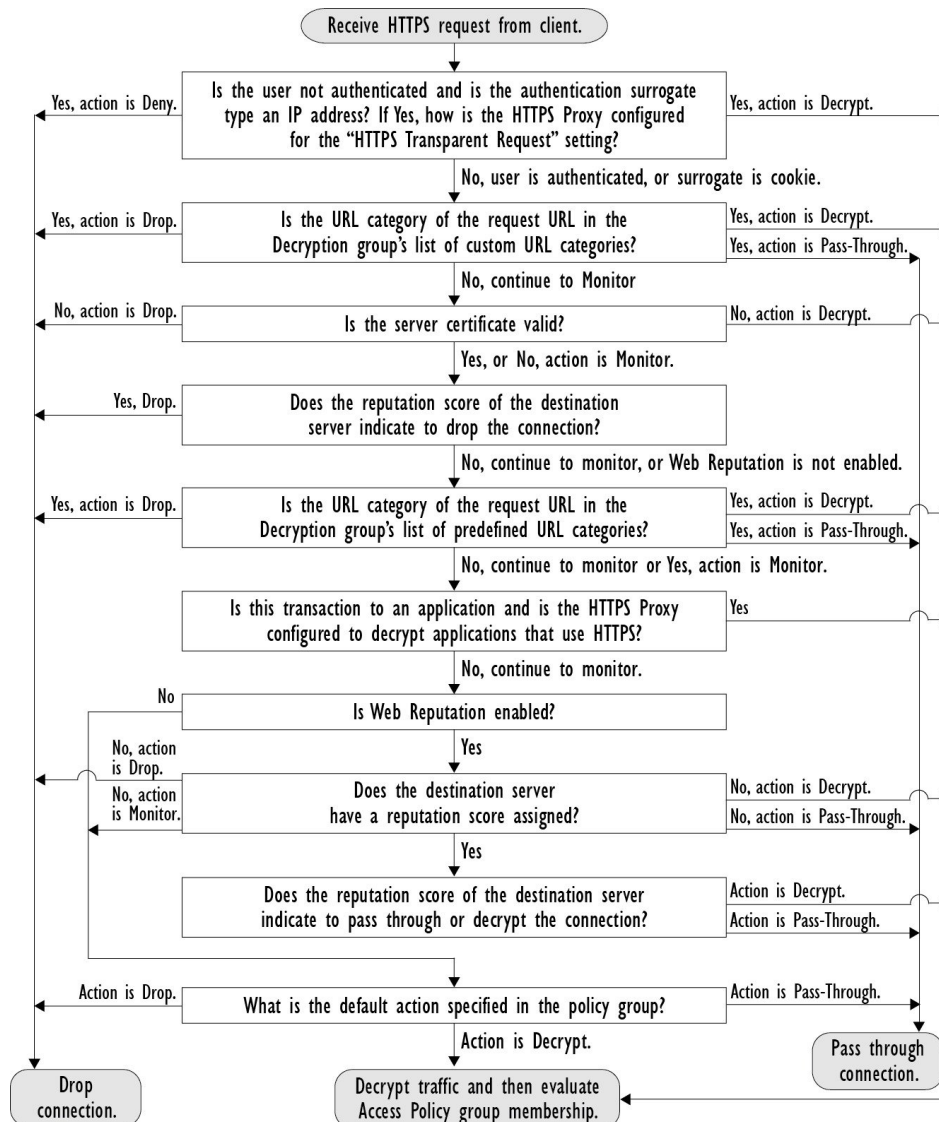 Receive HTTPS request from client.
Is the user not authenticated and is the authentication surrogate
type an IP address? If Yes, how is the HTTPS Proxy configured
for the “HTTPS Transparent Request” setting?
Yes, action is Deny.
Yes, action is Decrypt.
No, user is authenticated, or surrogate is cookie.
Yes, action is Drop.
Is the URL category of the request URL in the
Decryption group’s list of custom URL categories?
Yes, action is Decrypt.
Yes, action is Pass-Through.
No, continue to Monitor
No, action is Drop.
Is the server certificate valid?
No, action is Decrypt.
Yes, or No, action is Monitor.
Yes, Drop.
Does the reputation score of the destination
server indicate to drop the connection?
No, continue to monitor, or Web Reputation is not enabled.
Yes, action is Drop.
Is the URL category of the request URL in the
Decryption group’s list of predefined URL categories?
Yes, action is Decrypt.
Yes, action is Pass-Through.
No, continue to monitor or Yes, action is Monitor.
Is this transaction to an application and is the HTTPS Proxy
configured to decrypt applications that use HTTPS?
Yes
No, continue to monitor.
No
Is Web Reputation enabled?
Yes
No, action
is Drop.
No, action
is Monitor.
Does the destination server
have a reputation score assigned?
No, action is Decrypt.
No, action is Pass-Through.
Yes
Does the reputation score of the destination server
indicate to pass through or decrypt the connection?
Action is Decrypt.
Action is Pass-Through.
Action is Drop.
What is the default action specified in the policy group?
Action is Pass-Through.
Action is Decrypt.
Drop
connection.
Decrypt traffic and then evaluate
Access Policy group membership.
Pass through
connection.